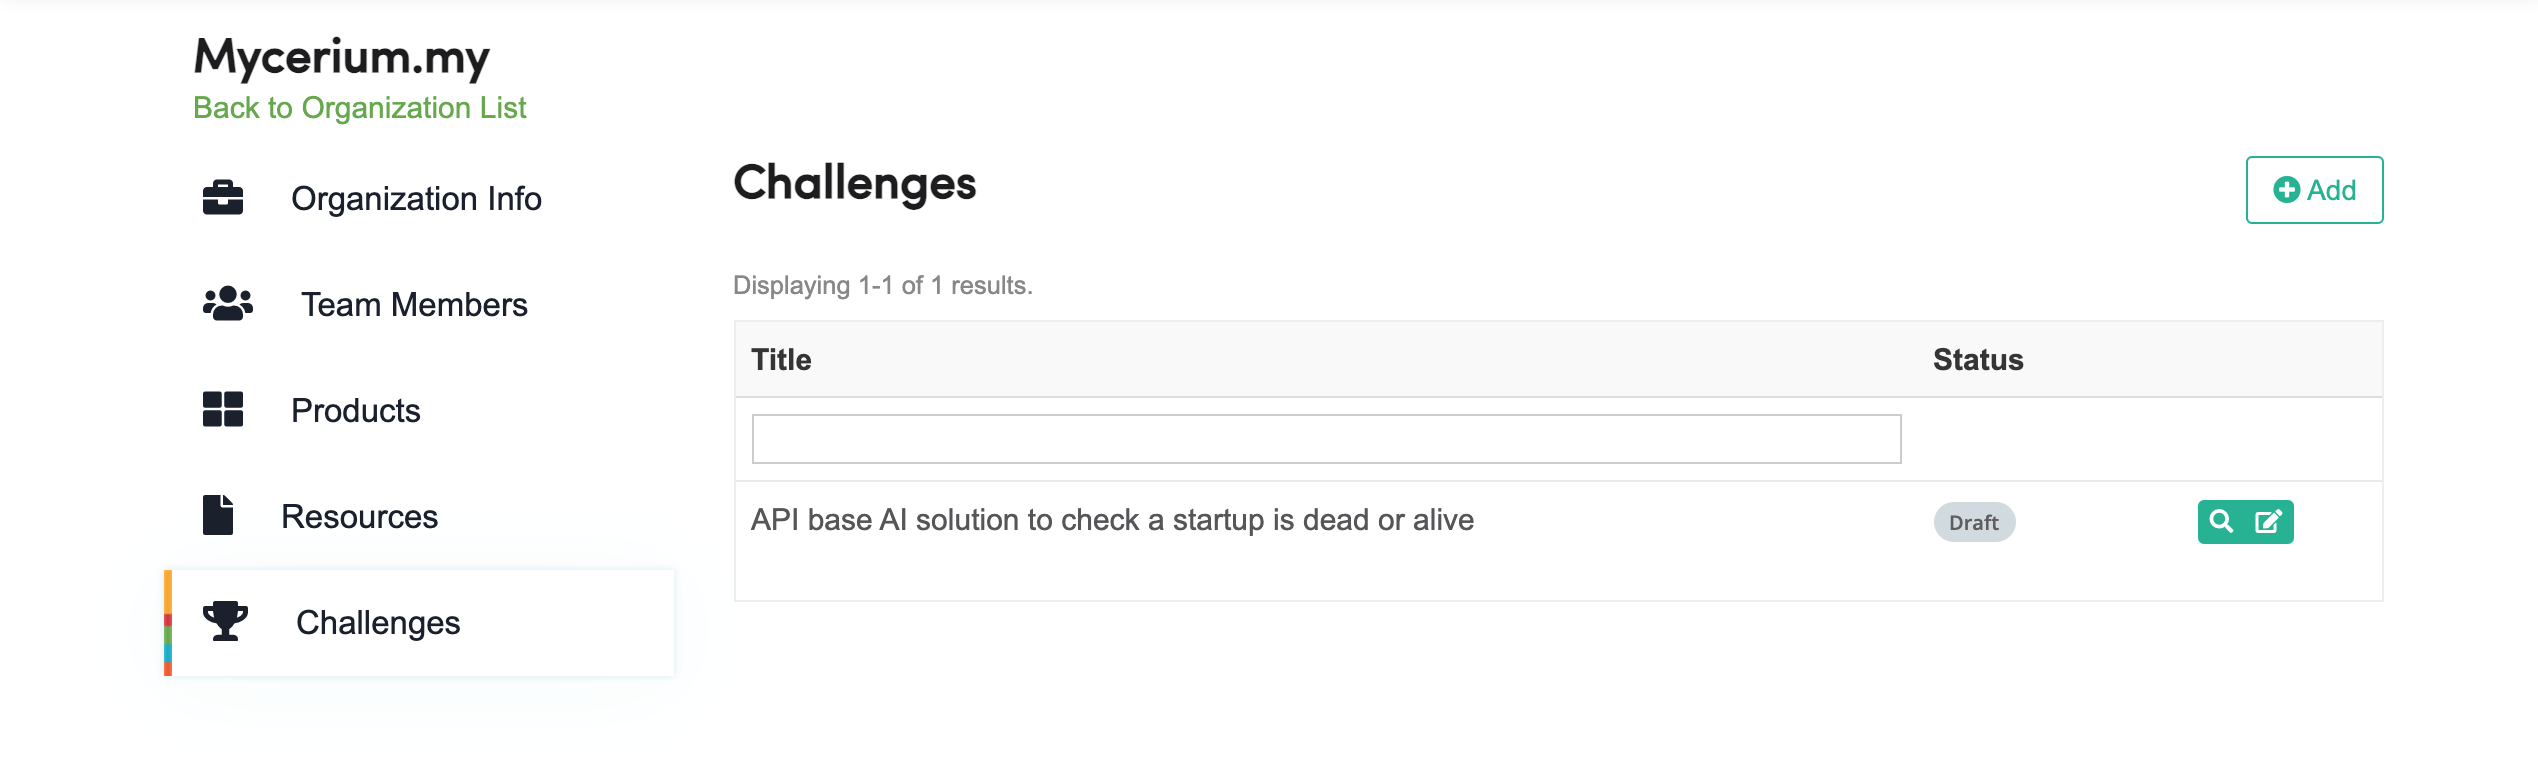 Mycerium.my
Back to Organization List
Organization Info
Team Members
Products
Resources
Challenges
Challenges
Add
Displaying 1-1 of 1 results.
Title Status
API base AI solution to check a startup is dead or alive Draft